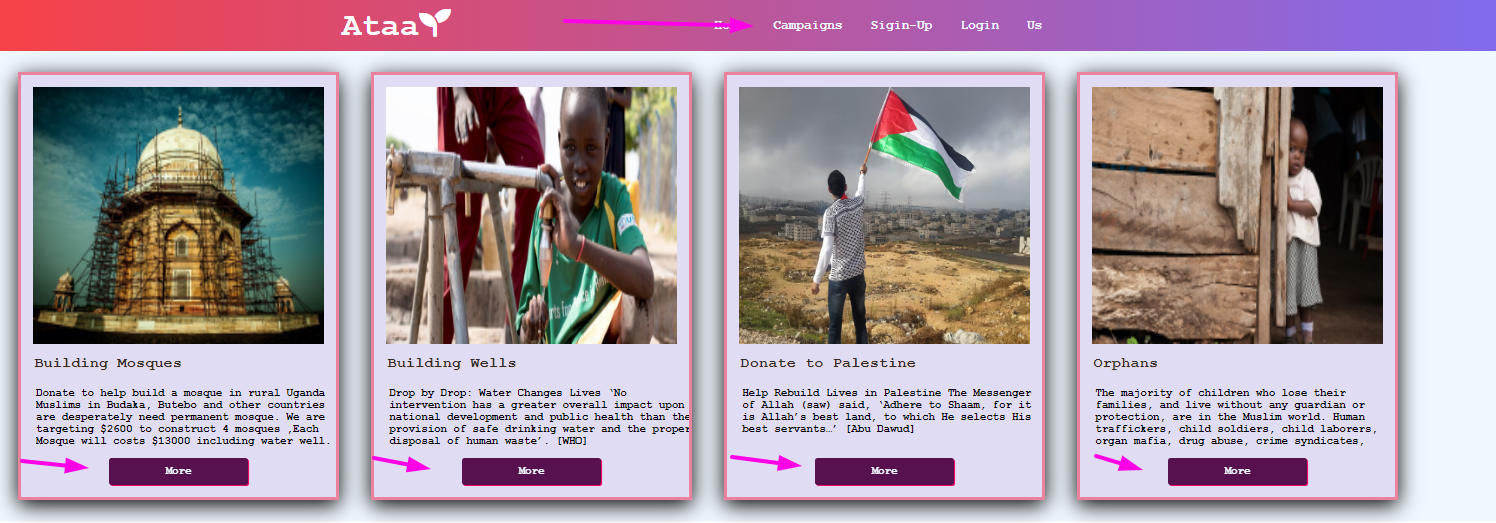 Ataa
Campaigns Sigin-Up Login Us
Building Mosques
Donate to help build a mosque in rural Uganda
Muslims in Budaka, Butebo and other countries
are desperately need permanent mosque. We are
targeting $2600 to construct 4 mosques ,Each
Mosque will costs $13000 including water well.
More
Building Wells
Drop by Drop: Water Changes Lives ‘No
intervention has a greater overall impact upon
national development and public health than the
provision of safe drinking water and the proper
disposal of human waste’. [WHO]
More
Donate to Palestine
Help Rebuild Lives in Palestine The Messenger
of Allah (saw) said, ‘Adhere to Shaam, for it
is Allah’s best land, to which He selects His
best servants…’ [Abu Dawud]
More
Orphans
The majority of children who lose their
families, and live without any guardian or
protection, are in the Muslim world. Human
traffickers, child soldiers, child laborers,
organ mafia, drug abuse, crime syndicates,
More